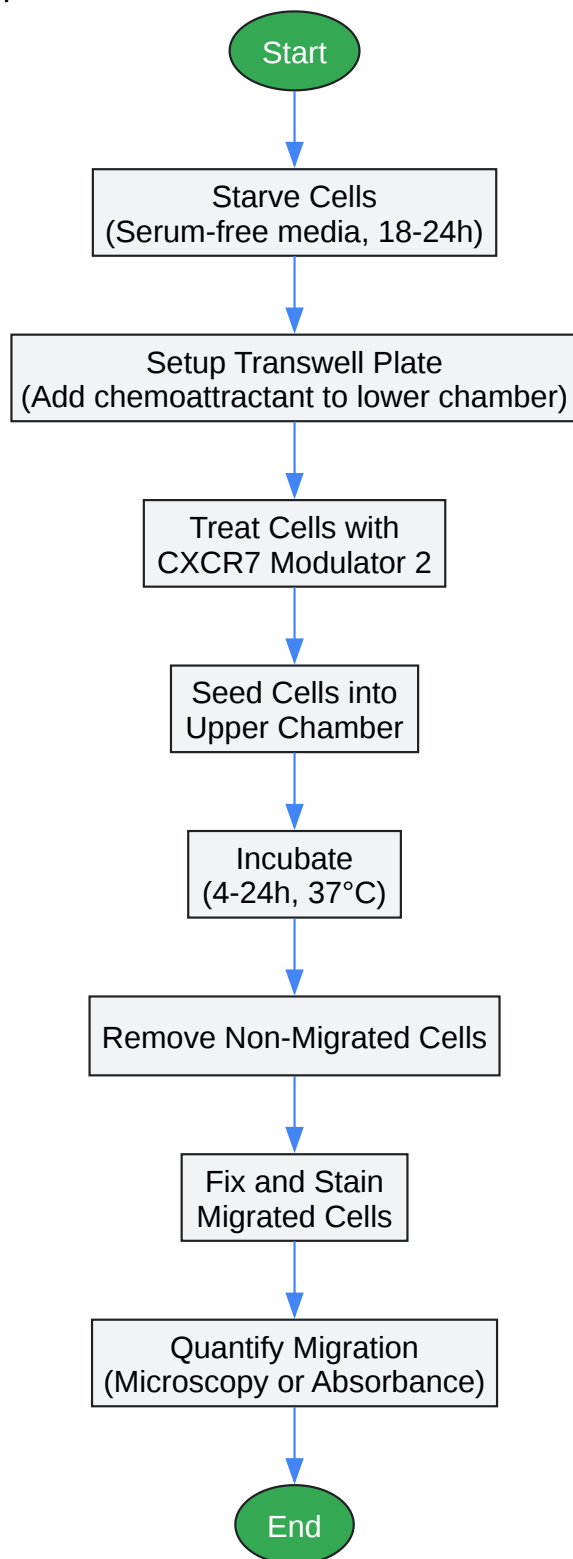 Start
Starve Cells
(Serum-free media, 18-24h)
Setup Transwell Plate
(Add chemoattractant to lower chamber)
Treat Cells with
CXCR7 Modulator 2
Seed Cells into
Upper Chamber
Incubate
(4-24h, 37°C)
Remove Non-Migrated Cells
Fix and Stain
Migrated Cells
Quantify Migration
(Microscopy or Absorbance)
End